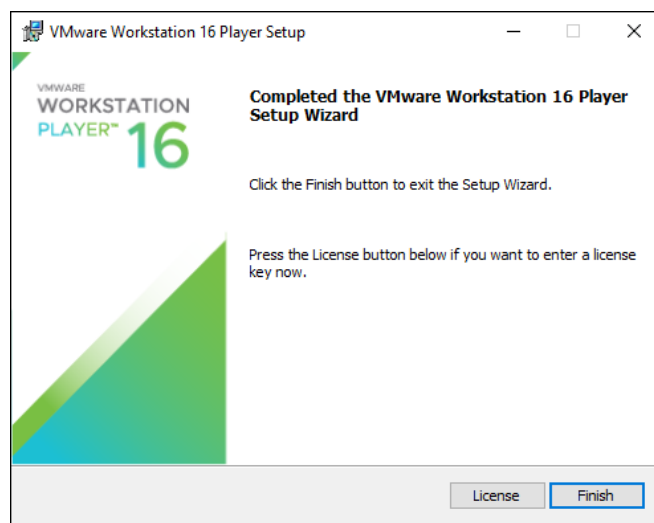 VMware Workstation 16 Player Setup
VMWARE
WORKSTATION
PLAYER™ 16
Completed the VMware Workstation 16 Player
Setup Wizard
Click the Finish button to exit the Setup Wizard.
Press the License button below if you want to enter a license
key now.
License
Finish